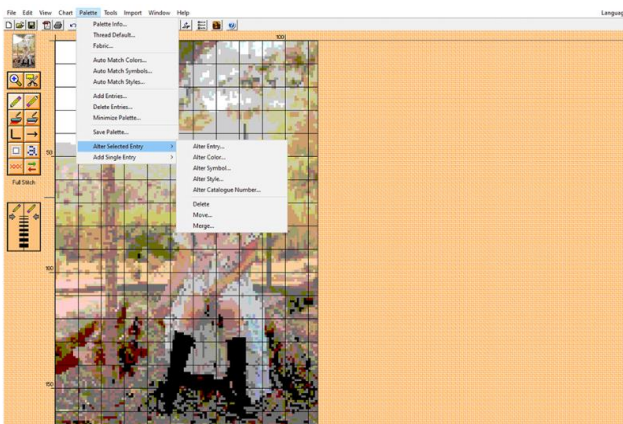 File Edit View Chart Palette Tools Import Window Help
Languag
Palette Info...
Thread Default...
Fabric...
Auto Match Colors...
Auto Match Symbols...
Auto Match Styles...
Add Entries...
Delete Entries...
Minimize Palette...
Save Palette...
Alter Selected Entry
Add Single Entry
Alter Entry...
Alter Color...
Alter Symbol...
Alter Style...
Alter Catalogue Number...
Delete
Move...
Merge...
Full Stitch
100
50
100
150